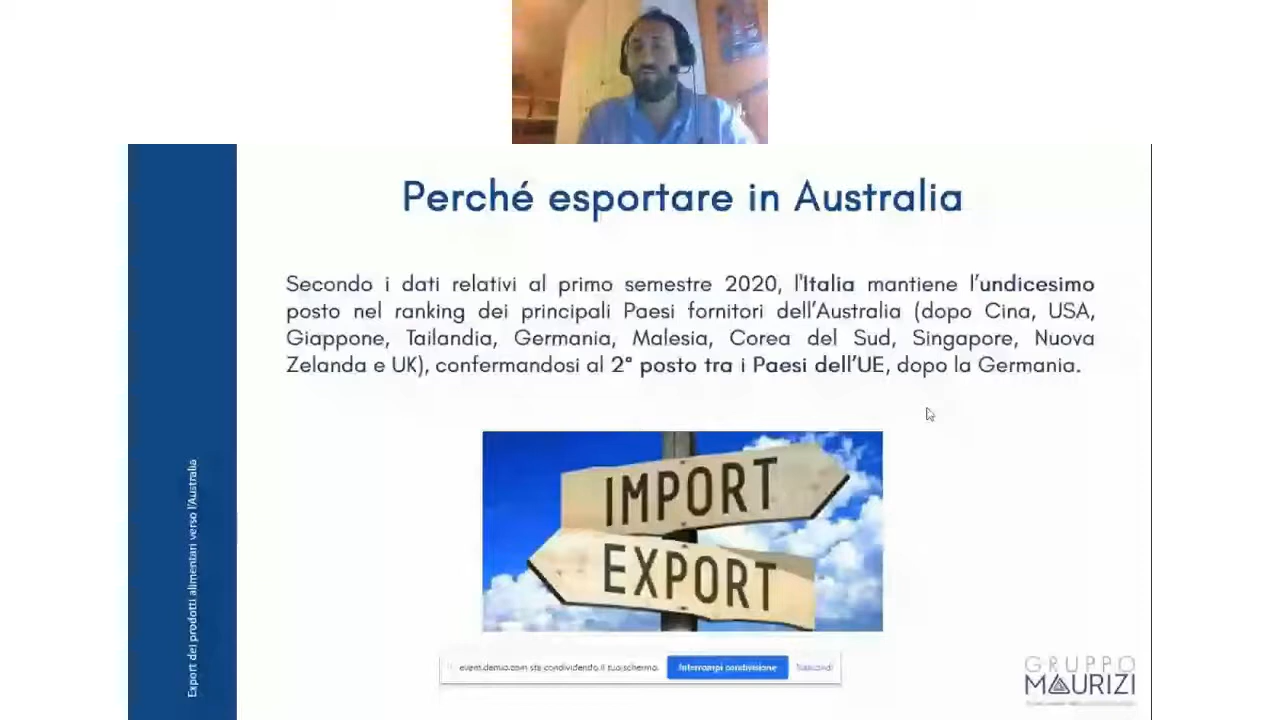 Perché esportare in Australia
Secondo i dati relativi al primo semestre 2020, l'Italia mantiene l'undicesimo
posto nel ranking dei principali Paesi fornitori dell'Australia (dopo Cina, USA,
Giappone, Tailandia, Germania, Malesia, Corea del Sud, Singapore, Nuova
Zelanda e UK), confermandosi al 2° posto tra i Paesi dell'UE, dopo la Germania.
IMPORT
EXPORT
Export dei prodotti alimentari verso l'Australia
sta condividendo il tuo schermo.
Interrompi condivisione
Nascondi
GRUPPO
MAURIZI